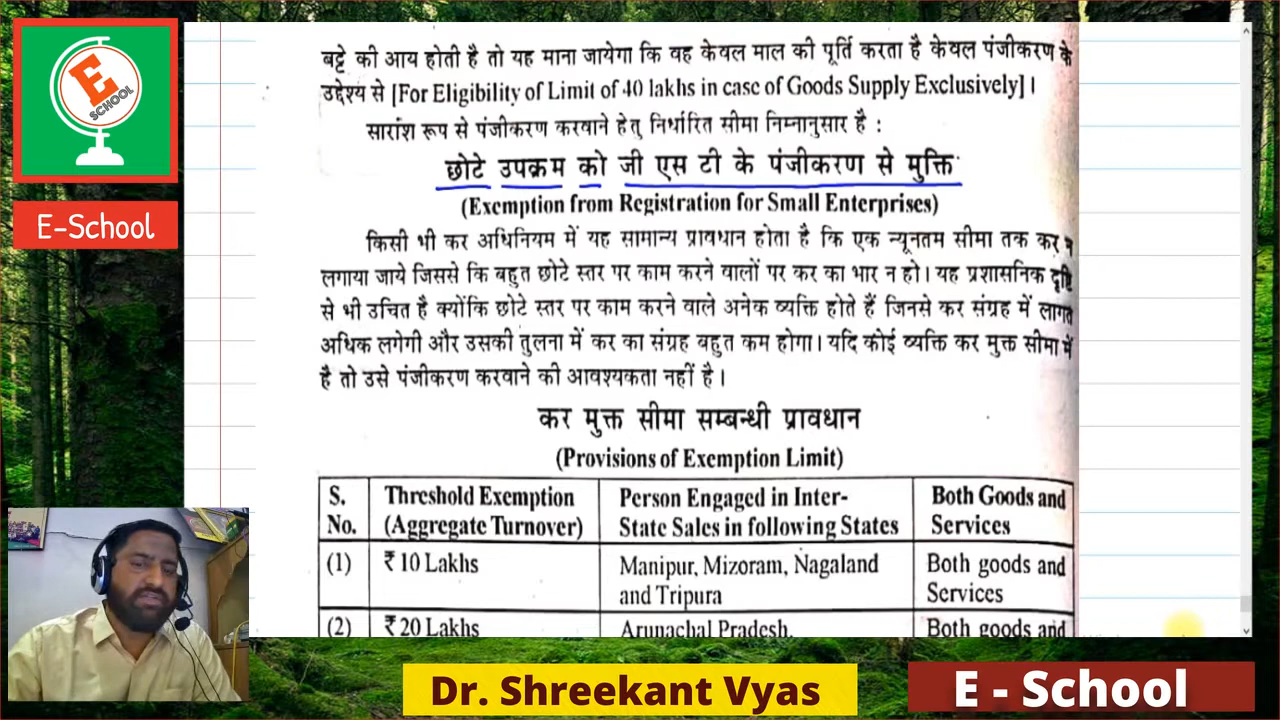 बट्टे की आय होती है तो यह माना जायेगा कि वह केवल माल की पूर्ति करता है केवल पंजीकरण के
उद्देश्य से [For Eligibility of Limit of 40 lakhs in case of Goods Supply Exclusively]।
सारांश रूप से पंजीकरण करवाने हेतु निर्धारित सीमा निम्नानुसार है :
छोटे उपक्रम को जी एस टी के पंजीकरण से मुक्ति
(Exemption from Registration for Small Enterprises)
किसी भी कर अधिनियम में यह सामान्य प्रावधान होता है कि एक न्यूनतम सीमा तक कर न
लगाया जाये जिससे कि बहुत छोटे स्तर पर काम करने वालों पर कर का भार न हो। यह प्रशासनिक दृष्टि
से भी उचित है क्योंकि छोटे स्तर पर काम करने वाले अनेक व्यक्ति होते हैं जिनसे कर संग्रह में लागत
अधिक लगेगी और उसकी तुलना में कर का संग्रह बहुत कम होगा। यदि कोई व्यक्ति कर मुक्त सीमा में
है तो उसे पंजीकरण करवाने की आवश्यकता नहीं है।
कर मुक्त सीमा सम्बन्धी प्रावधान
(Provisions of Exemption Limit)
S. No. Threshold Exemption (Aggregate Turnover) Person Engaged in Inter-State Sales in following States Both Goods and Services
(1) ₹ 10 Lakhs Manipur, Mizoram, Nagaland and Tripura Both goods and Services
(2) ₹ 20 Lakhs Arunachal Pradesh, Both goods and
E SCHOOL
E-School
Dr. Shreekant Vyas
E - School